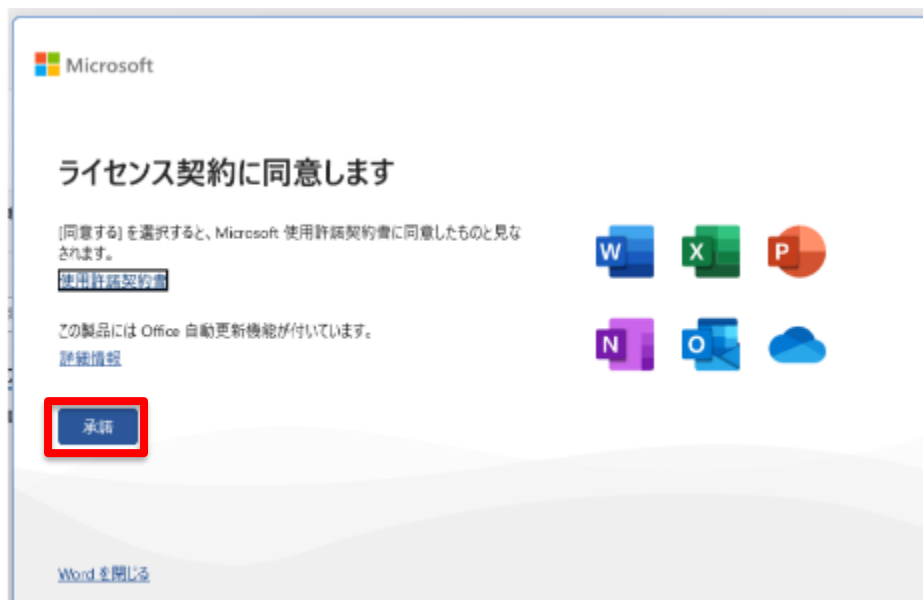 Microsoft
ライセンス契約に同意します
[同意する] を選択すると、Microsoft 使用許諾契約書に同意したものと見な
されます。
使用許諾契約書
この製品には Office 自動更新機能が付いています。
詳細情報
承諾
Word を閉じる
W
X
P
N
O